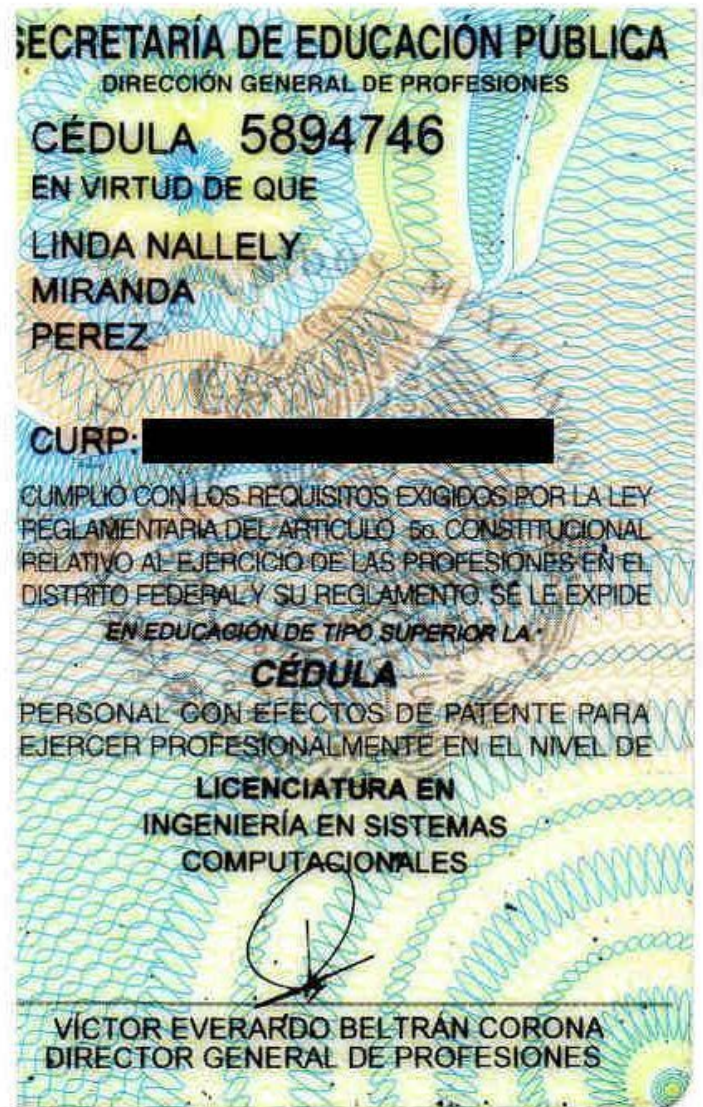 SECRETARÍA DE EDUCACIÓN PÚBLICA
DIRECCIÓN GENERAL DE PROFESIONES
CÉDULA 5894746
EN VIRTUD DE QUE
LINDA NALLELY
MIRANDA
PEREZ
CURP:
CUMPLIO CON LOS REQUISITOS EXIGIDOS POR LA LEY
REGLAMENTARIA DEL ARTICULO 5o. CONSTITUCIONAL
RELATIVO AL EJERCICIO DE LAS PROFESIONES EN EL
DISTRITO FEDERAL Y SU REGLAMENTO, SE LE EXPIDE
EN EDUCACIÓN DE TIPO SUPERIOR LA
CÉDULA
PERSONAL CON EFECTOS DE PATENTE PARA
EJERCER PROFESIONALMENTE EN EL NIVEL DE
LICENCIATURA EN
INGENIERÍA EN SISTEMAS
COMPUTACIONALES
VÍCTOR EVERARDO BELTRÁN CORONA
DIRECTOR GENERAL DE PROFESIONES